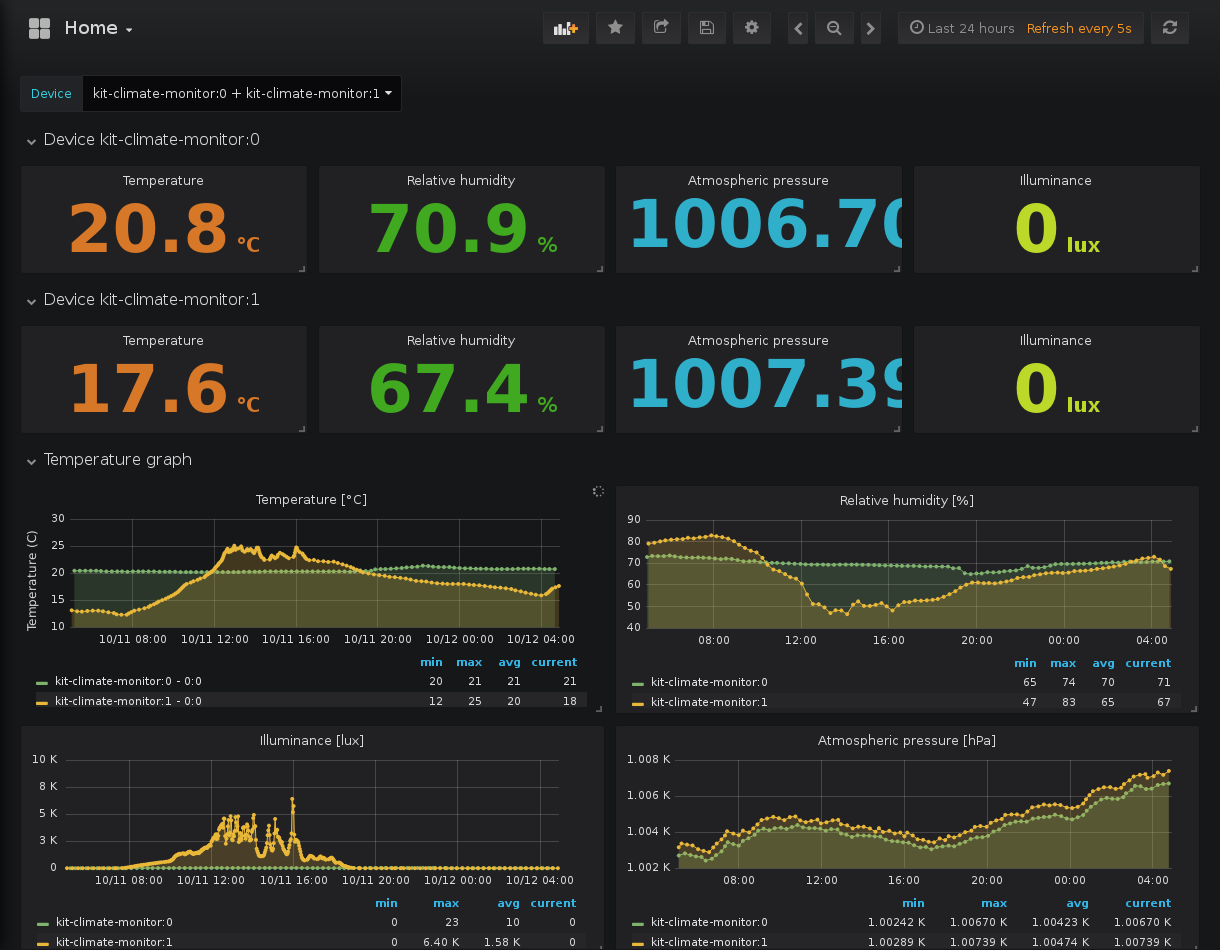 Home
Last 24 hours Refresh every 5s
Device kit-climate-monitor:0 + kit-climate-monitor:1
Device kit-climate-monitor:0
Temperature Relative humidity Atmospheric pressure Illuminance
20.8 °C 70.9 % 1006.70 0 lux
Device kit-climate-monitor:1
Temperature Relative humidity Atmospheric pressure Illuminance
17.6 °C 67.4 % 1007.39 0 lux
Temperature graph
Temperature [°C]
Temperature (C)
30
25
20
15
10
10/11 08:00 10/11 12:00 10/11 16:00 10/11 20:00 10/12 00:00 10/12 04:00
min max avg current
kit-climate-monitor:0 - 0:0 20 21 21 21
kit-climate-monitor:1 - 0:0 12 25 20 18
Relative humidity [%]
90
80
70
60
50
40
08:00 12:00 16:00 20:00 00:00 04:00
min max avg current
kit-climate-monitor:0 65 74 70 71
kit-climate-monitor:1 47 83 65 67
Illuminance [lux]
10 K
8 K
5 K
3 K
0
10/11 08:00 10/11 12:00 10/11 16:00 10/11 20:00 10/12 00:00 10/12 04:00
min max avg current
kit-climate-monitor:0 0 23 10 0
kit-climate-monitor:1 0 6.40 K 1.58 K 0
Atmospheric pressure [hPa]
1.008 K
1.006 K
1.004 K
1.002 K
08:00 12:00 16:00 20:00 00:00 04:00
min max avg current
kit-climate-monitor:0 1.00242 K 1.00670 K 1.00423 K 1.00670 K
kit-climate-monitor:1 1.00289 K 1.00739 K 1.00474 K 1.00739 K